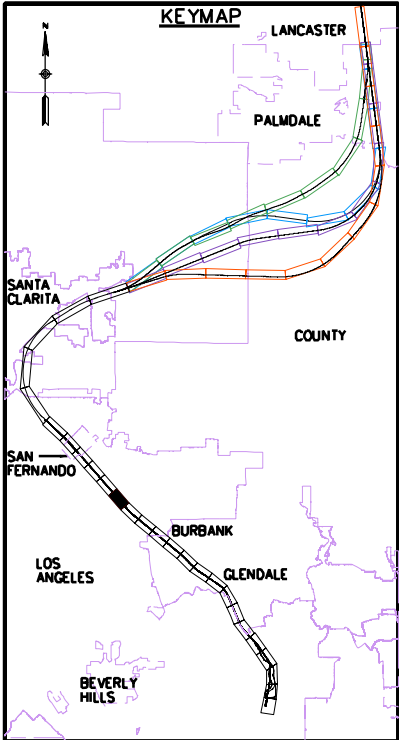 KEYMAP
N
LANCASTER
PALMDALE
SANTA
CLARITA
COUNTY
SAN
FERNANDO
BURBANK
LOS
ANGELES
GLENDALE
BEVERLY
HILLS